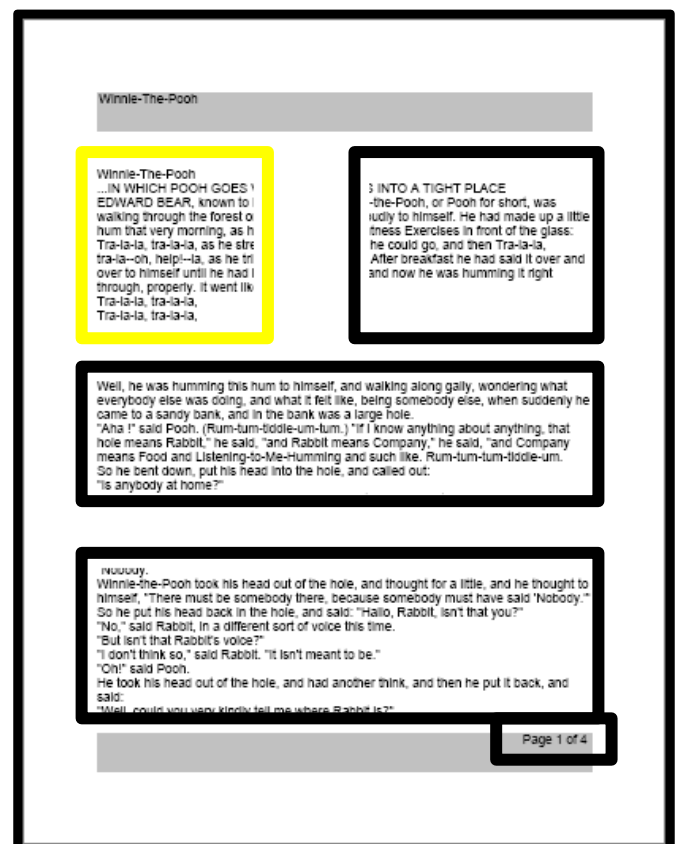 Winnie-The-Pooh
Winnie-The-Pooh
...IN WHICH POOH GOES
EDWARD BEAR, known to
walking through the forest
hum that very morning, as
Tra-la-la, tra-la-la, as he
tra-la--oh, help!--la, as he
over to himself until he had
through, properly. It went
Tra-la-la, tra-la-la,
Tra-la-la, tra-la-la,
INTO A TIGHT PLACE
-the-Pooh, or Pooh for short, was
to himself. He had made up a little
Exercises in front of the glass:
he could go, and then Tra-la-la,
After breakfast he had said it over and
and now he was humming it right
Well, he was humming this hum to himself, and walking along gaily, wondering what
everybody else was doing, and what it felt like, being somebody else, when suddenly he
came to a sandy bank, and in the bank was a large hole.
"Aha !" said Pooh. (Rum-tum-tiddle-um-tum.) "If I know anything about anything, that
hole means Rabbit," he said, "and Rabbit means Company," he said, "and Company
means Food and Listening-to-Me-Humming and such like. Rum-tum-tum-tiddle-um.
So he bent down, put his head into the hole, and called out:
"Is anybody at home?"
"Nobody.
Winnie-the-Pooh took his head out of the hole, and thought for a little, and he thought to
himself, "There must be somebody there, because somebody must have said 'Nobody.'"
So he put his head back in the hole, and said: "Hallo, Rabbit, isn't that you?"
"No," said Rabbit, in a different sort of voice this time.
"But isn't that Rabbit's voice?"
"I don't think so," said Rabbit. "It isn't meant to be."
"Oh!" said Pooh.
He took his head out of the hole, and had another think, and then he put it back, and
said:
"Well, could you very kindly tell me where Rabbit is?"
Page 1 of 4